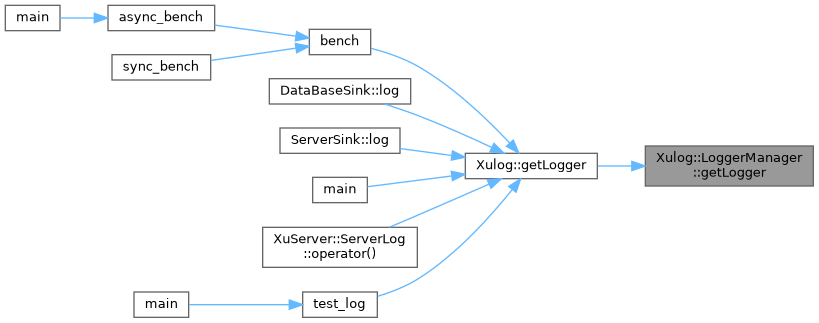 main
async_bench
sync_bench
bench
DataBaseSink::log
ServerSink::log
main
XuServer::ServerLog
::operator()
main
test_log
Xulog::getLogger
Xulog::LoggerManager
::getLogger